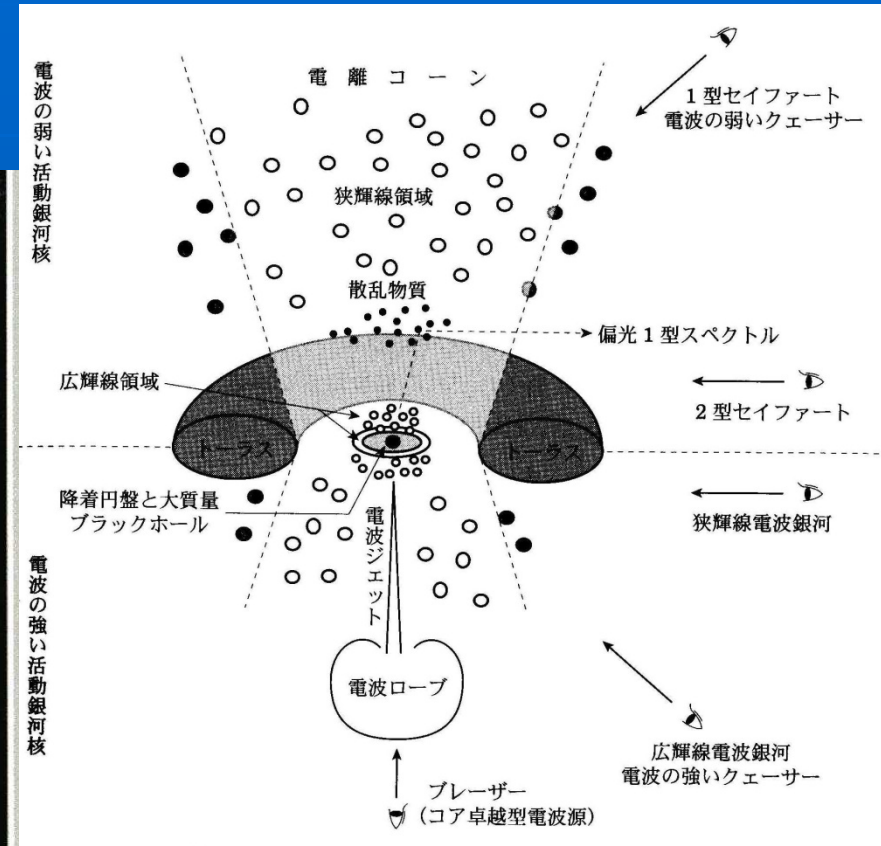 電波の弱い活動銀河核
電離コーン
1型セイファート
電波の弱いクェーサー
狭輝線領域
散乱物質
偏光1型スペクトル
広輝線領域
2型セイファート
トーラス
トーラス
降着円盤と大質量
ブラックホール
狭輝線電波銀河
電波ジェット
電波の強い活動銀河核
電波ローブ
広輝線電波銀河
電波の強いクェーサー
ブレーザー
(コア卓越型電波源)